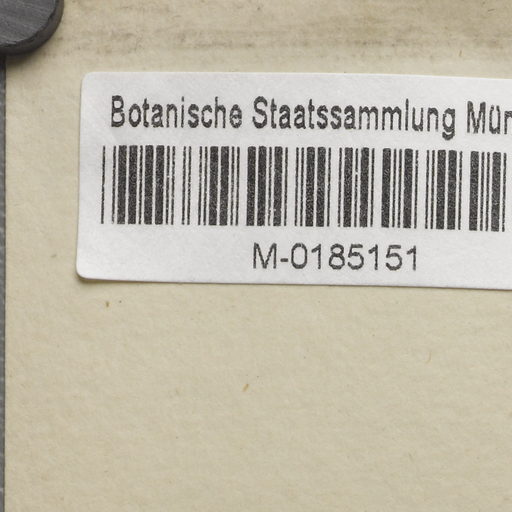 Botanische Staatssammlung Mün
M-0185151